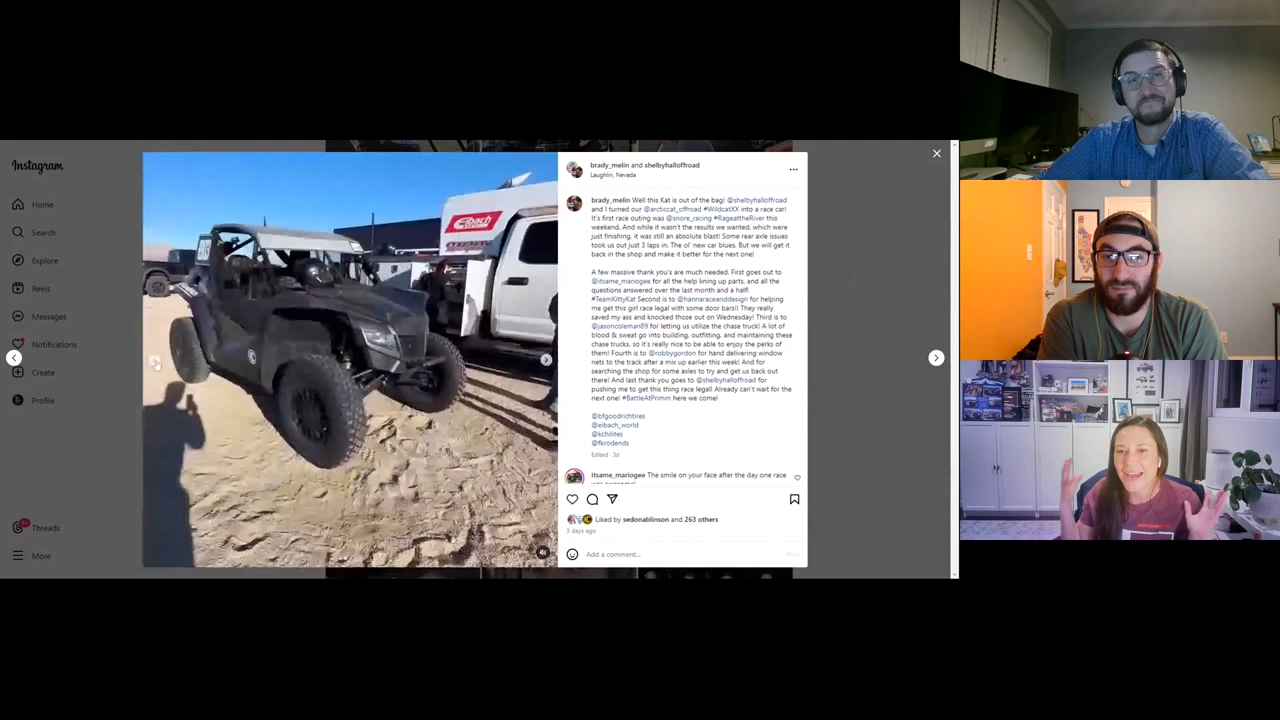 Instagram
Home
Search
Explore
Reels
Messages
Notifications
Create
Profile
Threads
More
Eibach
brady_melin and shelbyhalloffroad
Laughlin, Nevada
brady_melin Well this Kat is out of the bag! @shelbyhalloffroad
and I turned our @arcticcat_offroad #WildcatXX into a race car!
It's first race outing was @snore_racing #RageattheRiver this
weekend. And while it wasn't the results we wanted, which were
just finishing, it was still an absolute blast! Some rear axle issues
took us out just 3 laps in. The ol' new car blues. But we will get it
back in the shop and make it better for the next one!
A few massive thank you's are much needed. First goes out to
@itsame_mariogee for all the help lining up parts, and all the
questions answered over the last month and a half!
#TeamKittyKat Second is to @hannaraceanddesign for helping
me get this girl race legal with some door bars!! They really
saved my ass and knocked those out on Wednesday! Third is to
@jasoncoleman89 for letting us utilize the chase truck! A lot of
blood & sweat go into building, outfitting, and maintaining these
chase trucks, so it's really nice to be able to enjoy the perks of
them! Fourth is to @robbygordon for hand delivering window
nets to the track after a mix up earlier this week! And for
searching the shop for some axles to try and get us back out
there! And last thank you goes to @shelbyhalloffroad for
pushing me to get this thing race legal! Already can't wait for the
next one! #BattleAtPrimm here we come!
@bfgoodrichtires
@eibach_world
@kchilites
@fkrodends
Edited · 3d
itsame_mariogee The smile on your face after the day one race
Liked by sedonablinson and 263 others
3 days ago
Add a comment...
Post